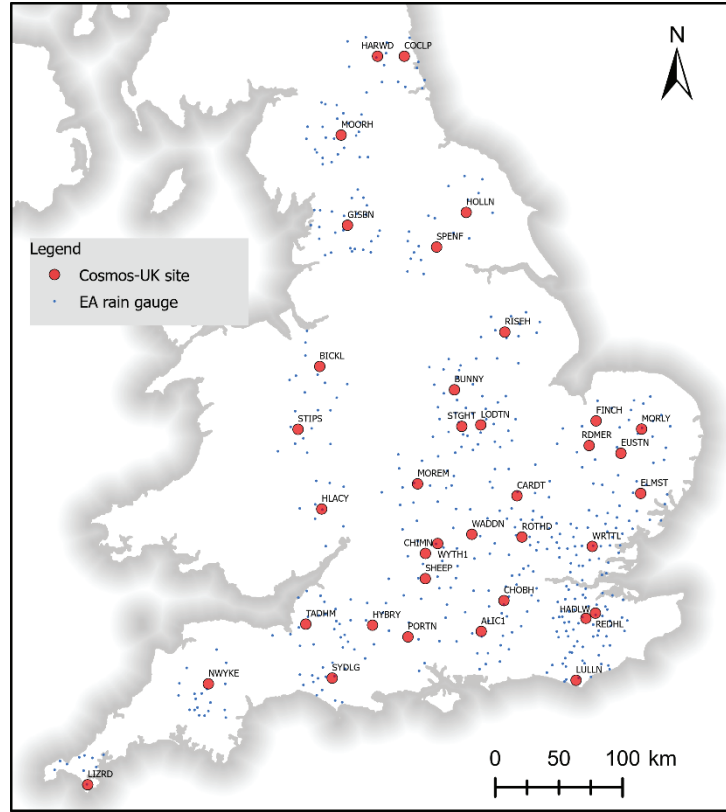 HARWD COCLP
N
MOORH
HOLLN
GISBN
SPENF
Legend
Cosmos-UK site
EA rain gauge
RISEH
BICKL
BUNNY
FINCH
STIPS STGHT LODTN MORLY
RDMER
EUSTN
MOREM
CARDT ELMST
HLACY
WADDN ROTHD
CHIMN WRTTL
WYTH1
SHEEP
CHOBH
TADHM HYBRY HADLW
REDHL
PORTN ALIC1
SYDLG
NWYKE LULLN
LIZRD
0 50 100 km